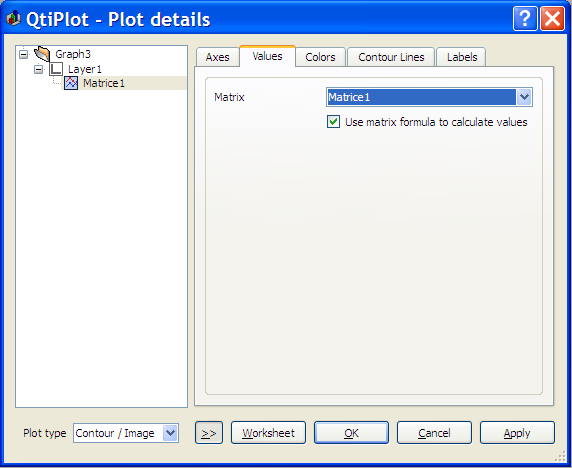 QtiPlot - Plot details
Graph3
Layer1
Matrice1
Axes Values Colors Contour Lines Labels
Matrix Matrice1
Use matrix formula to calculate values
Plot type Contour / Image >> Worksheet OK Cancel Apply